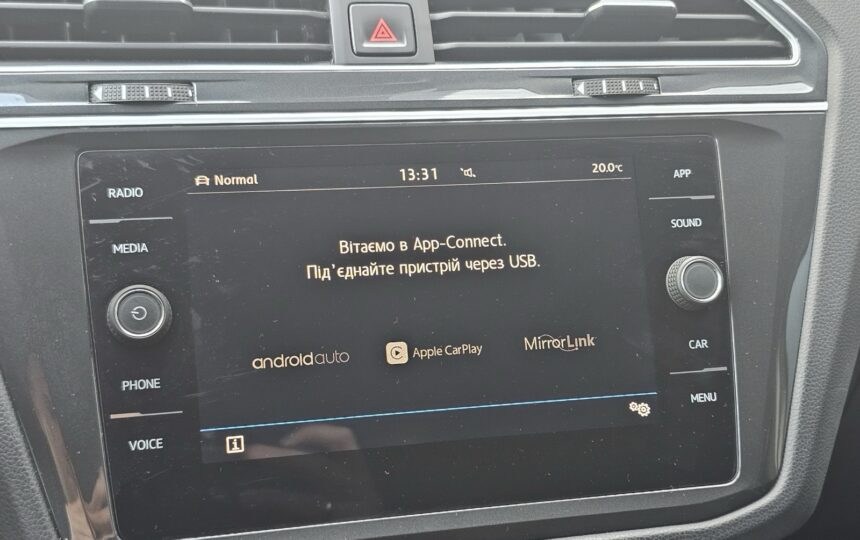 RADIO
MEDIA
PHONE
VOICE
Normal
13:31
20.0°C
Вітаємо в App-Connect.
Під'єднайте пристрій через USB.
androidauto
Apple CarPlay
MirrorLink
i
APP
SOUND
CAR
MENU